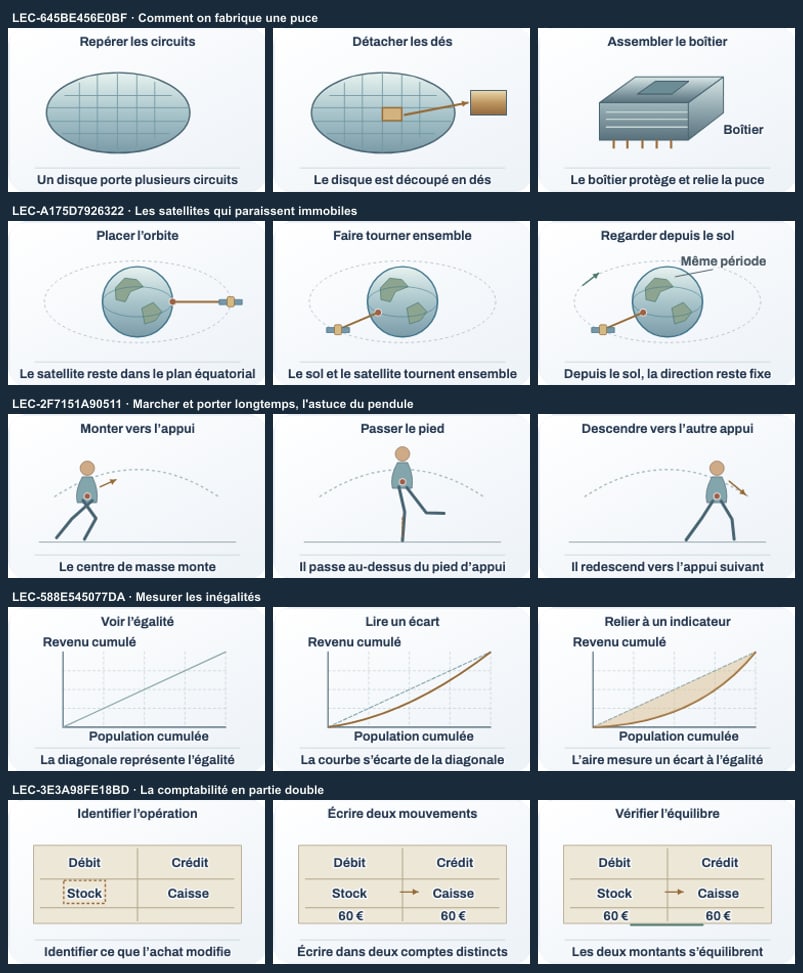 LEC-645BE456E0BF · Comment on fabrique une puce
Repérer les circuits
Détacher les dés
Assembler le boîtier
Boîtier
Un disque porte plusieurs circuits
Le disque est découpé en dés
Le boîtier protège et relie la puce
LEC-A175D7926322 · Les satellites qui paraissent immobiles
Placer l’orbite
Faire tourner ensemble
Regarder depuis le sol
Même période
Le satellite reste dans le plan équatorial
Le sol et le satellite tournent ensemble
Depuis le sol, la direction reste fixe
LEC-2F7151A90511 · Marcher et porter longtemps, l'astuce du pendule
Monter vers l’appui
Passer le pied
Descendre vers l’autre appui
Le centre de masse monte
Il passe au-dessus du pied d’appui
Il redescend vers l’appui suivant
LEC-588E545077DA · Mesurer les inégalités
Voir l’égalité
Lire un écart
Relier à un indicateur
Revenu cumulé
Revenu cumulé
Revenu cumulé
Population cumulée
Population cumulée
Population cumulée
La diagonale représente l’égalité
La courbe s’écarte de la diagonale
L’aire mesure un écart à l’égalité
LEC-3E3A98FE18BD · La comptabilité en partie double
Identifier l’opération
Écrire deux mouvements
Vérifier l’équilibre
Débit Crédit
Débit Crédit
Débit Crédit
Stock Caisse
Stock Caisse
Stock Caisse
60 € 60 €
60 € 60 €
Identifier ce que l’achat modifie
Écrire dans deux comptes distincts
Les deux montants s’équilibrent